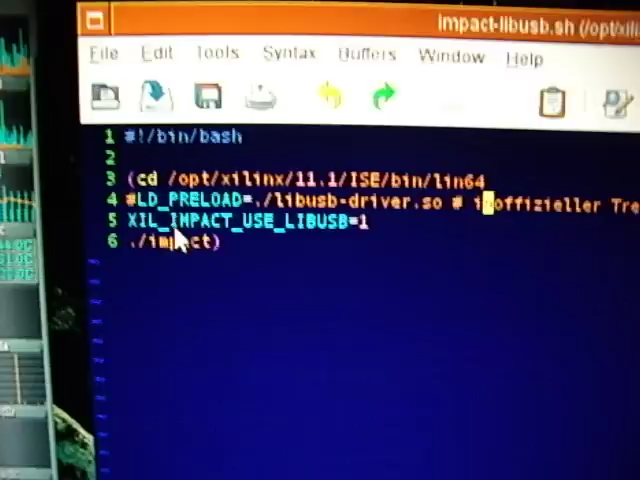 impact-libusb.sh (/opt/xili
File Edit Tools Syntax Buffers Window Help
1 #!/bin/bash
2
3 (cd /opt/xilinx/11.1/ISE/bin/lin64
4 #LD_PRELOAD=./libusb-driver.so # inoffizieller Tre
5 XIL_IMPACT_USE_LIBUSB=1
6 ./impact)